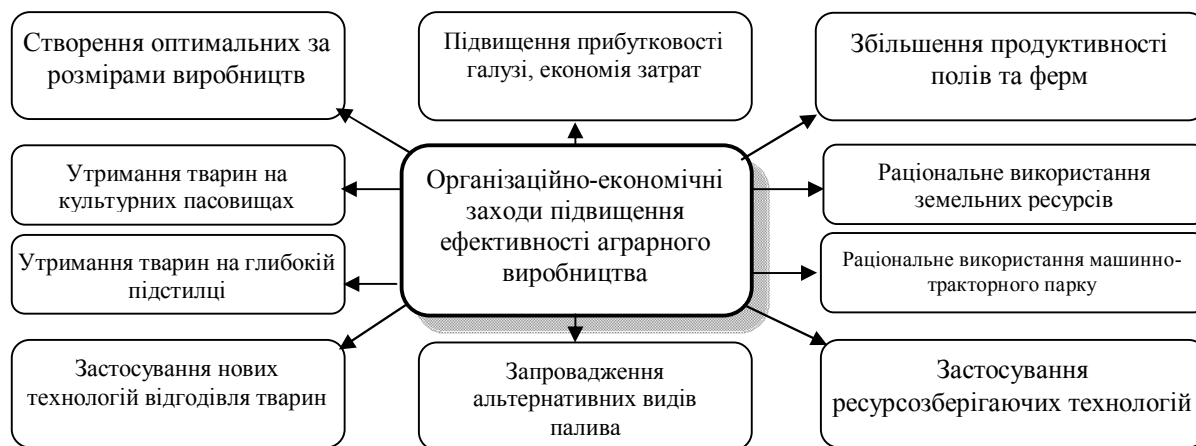 Створення оптимальних за
розмірами виробництв
Підвищення прибутковості
галузі, економія затрат
Збільшення продуктивності
полів та ферм
Утримання тварин на
культурних пасовищах
Організаційно-економічні
заходи підвищення
ефективності аграрного
виробництва
Раціональне використання
земельних ресурсів
Утримання тварин на глибокій
підстилці
Раціональне використання машинно-
тракторного парку
Застосування нових
технологій відгодівля тварин
Запровадження
альтернативних видів
палива
Застосування
ресурсозберігаючих технологій